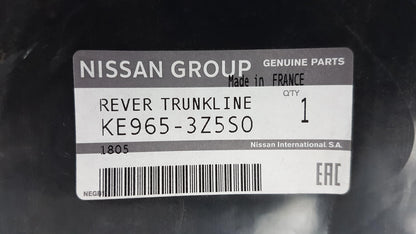 NISSAN GROUP GENUINE PARTS
Made in FRANCE
REVER TRUNKLINE QTY
KE965-3Z5S0 1
1805 Nissan International S.A.
EAC